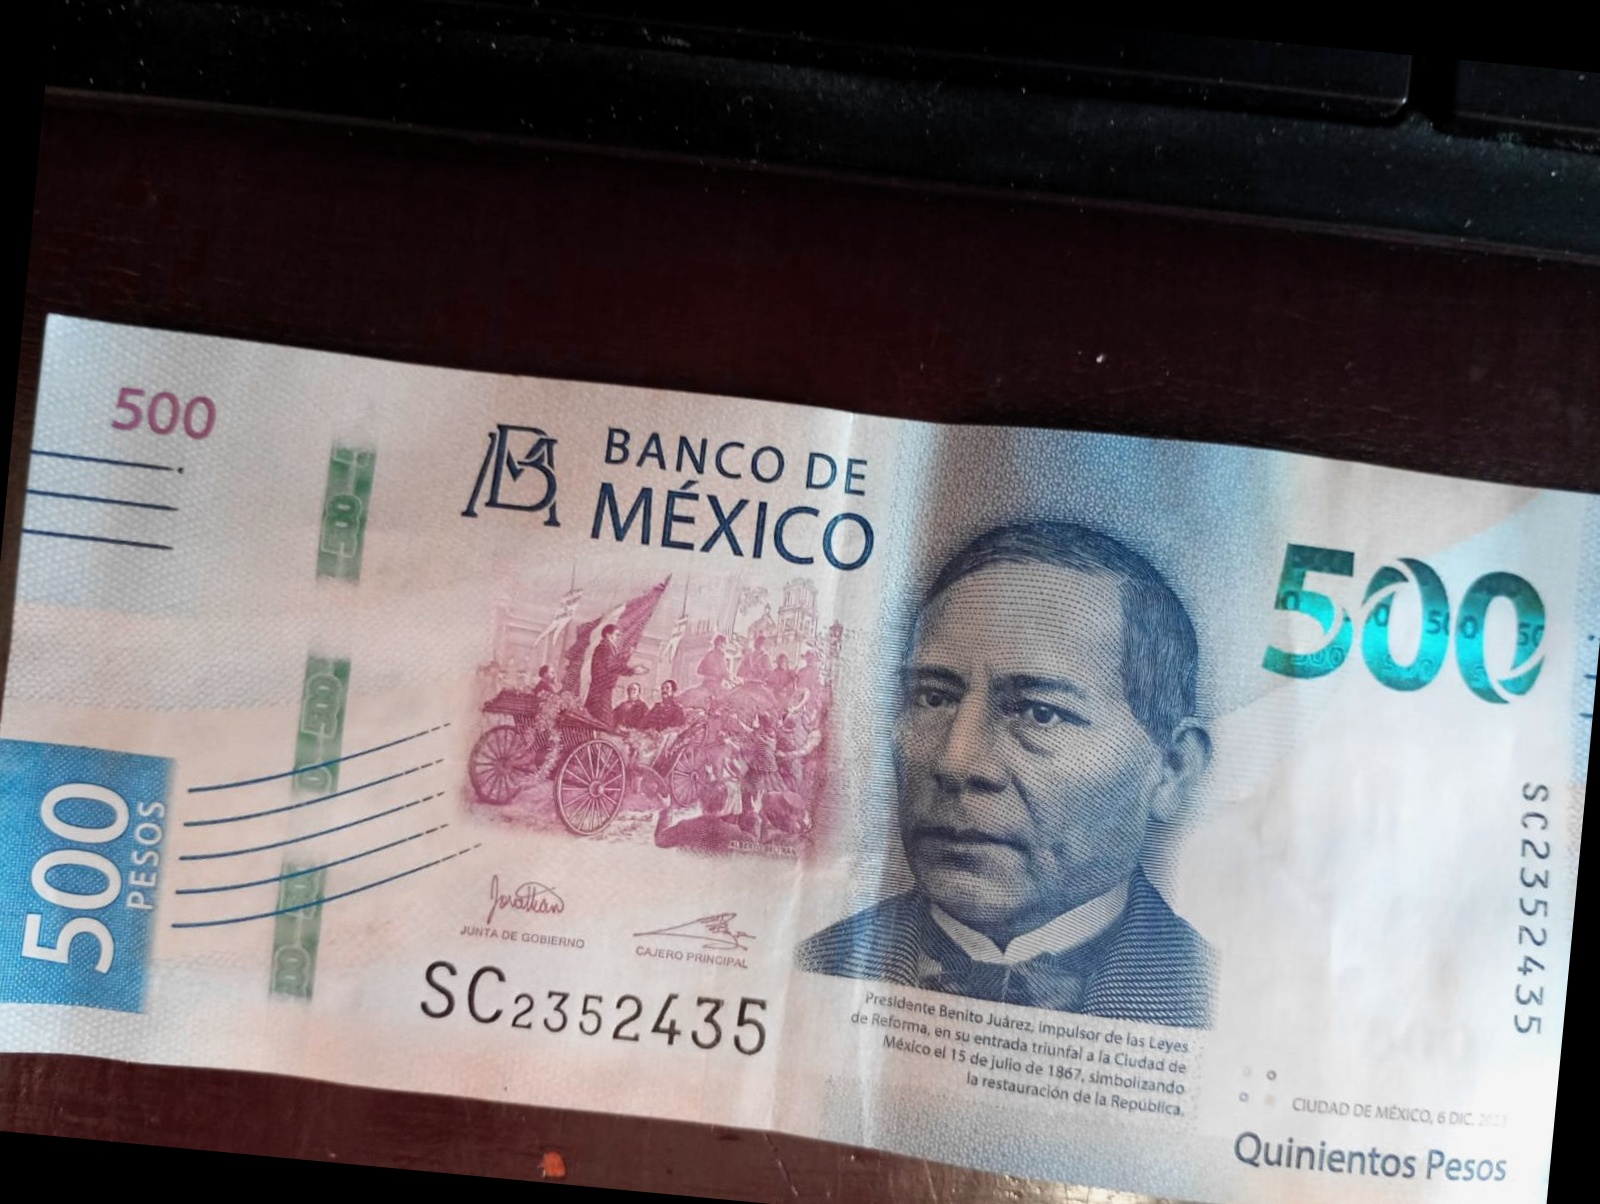 500
BANCO DE
MÉXICO
500
500
PESOS
ALBERTO BELTRÁN
JUNTA DE GOBIERNO
CAJERO PRINCIPAL
SC2352435
SC2352435
Presidente Benito Juárez, impulsor de las Leyes
de Reforma, en su entrada triunfal a la Ciudad de
México el 15 de julio de 1867, simbolizando
la restauración de la República.
CIUDAD DE MÉXICO, 6 DIC.
Quinientos Pesos